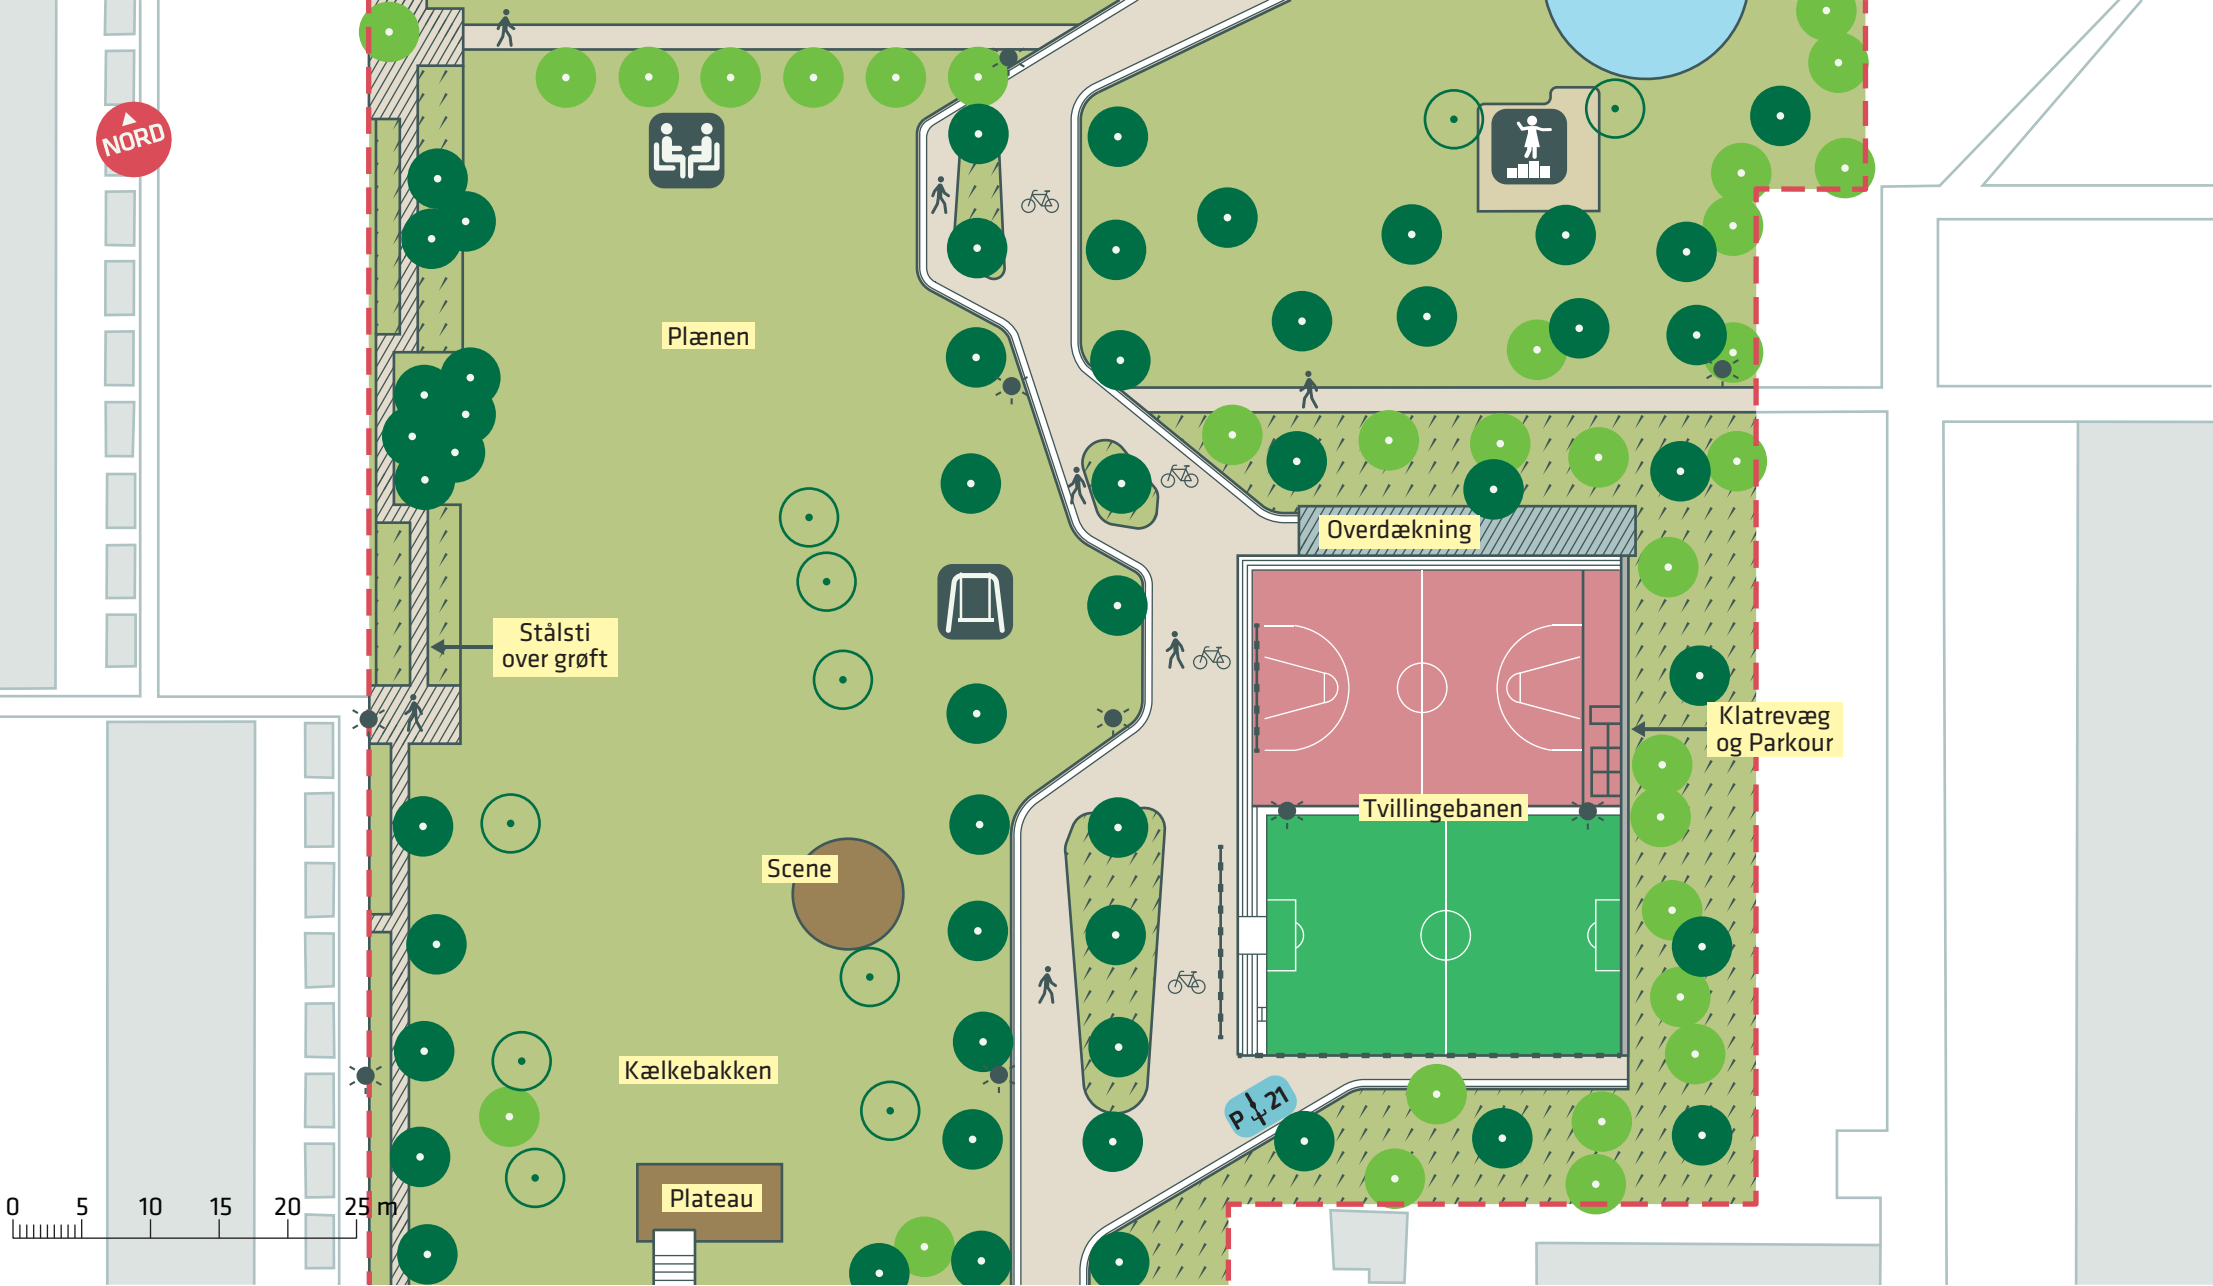 NORD
Plænen
Overdækning
Stålsti
over grøft
Klatrevæg
og Parkour
Tvillingebanen
Scene
Kælkebakken
P 21
Plateau
0 5 10 15 20 25 m